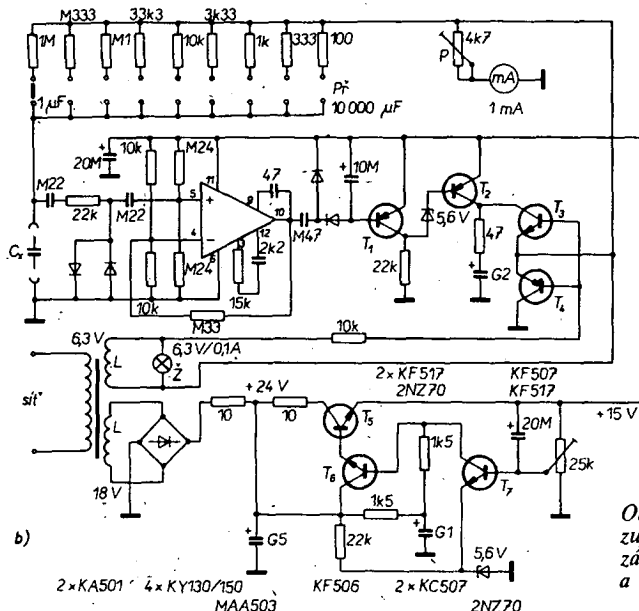 M333 33k3 3k33
1M M1 10k 1k 333 100
4k7
P
mA
1 mA
1 μF
Př
10 000 μF
10k M24
20M
11
9
47
10M
M22 22k M22
5
+
10
M47
T1
T2
5,6 V
T3
4
−
12
2k2
47
Cx
6
3
22k
G2
T4
10k M24
15k
M33
6,3 V
6,3 V/0,1A
10k
L
Ž
2 x KF517 KF507
2NZ70 KF517
síť
+24 V
+15 V
10 10
T5
L
20M
T6
1k5
T7
25k
18 V
1k5
b)
G5
22k
G1
5,6 V
2 x KA501 4 x KY130/150 KF506 2 x KC507
MAA503 2NZ70
zu
a